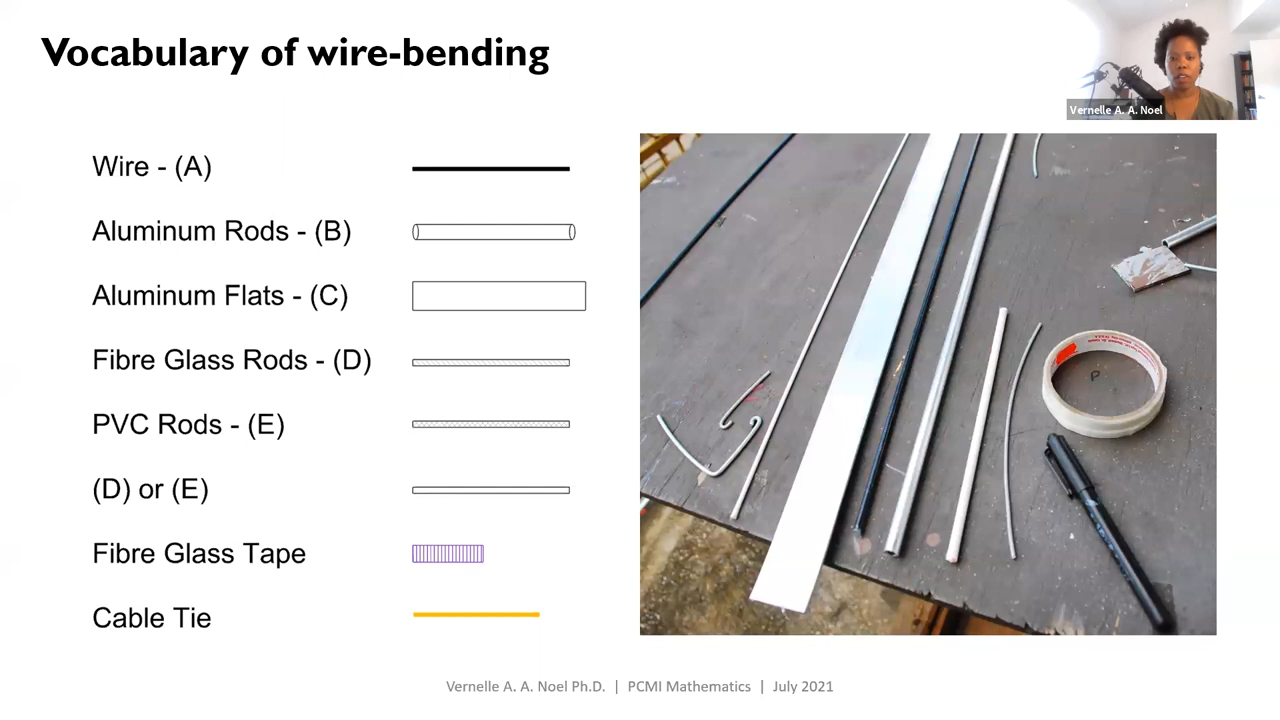 Vocabulary of wire-bending
Vernelle A. A. Noel
Wire - (A)
Aluminum Rods - (B)
Aluminum Flats - (C)
Fibre Glass Rods - (D)
PVC Rods - (E)
(D) or (E)
Fibre Glass Tape
Cable Tie
Vernelle A. A. Noel Ph.D. | PCMI Mathematics | July 2021